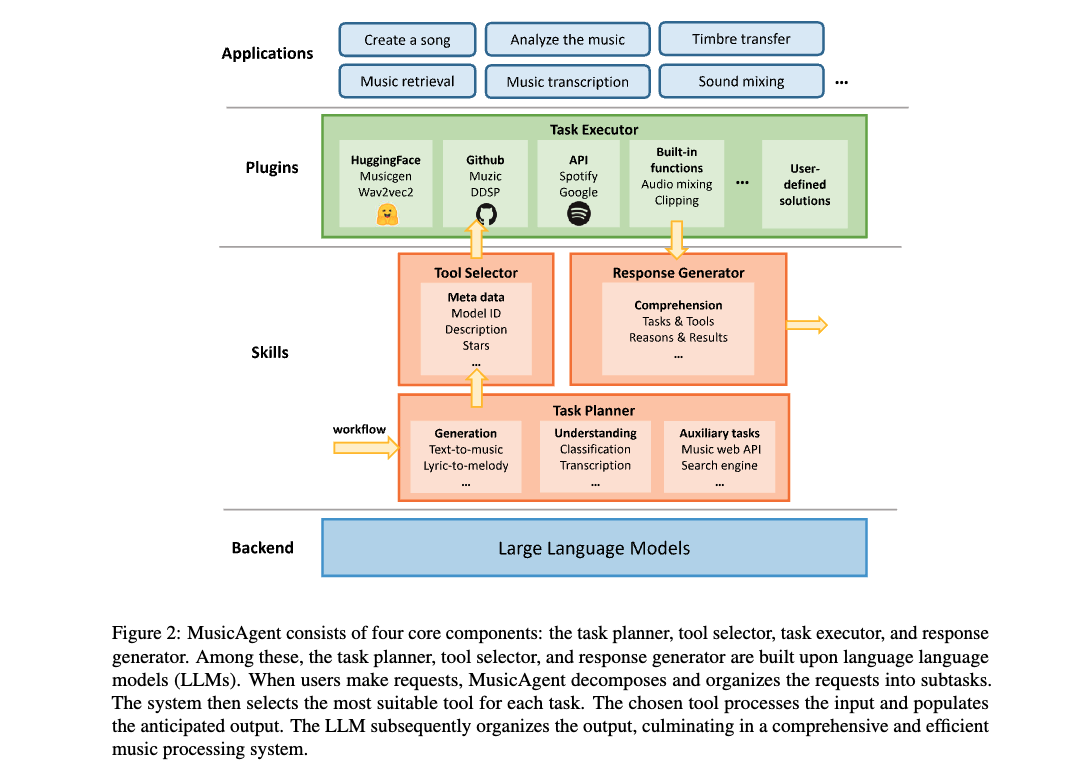 Applications
Create a song
Analyze the music
Timbre transfer
Music retrieval
Music transcription
Sound mixing
...
Plugins
Task Executor
HuggingFace
Musicgen
Wav2vec2
Github
Muzic
DDSP
API
Spotify
Google
Built-in
functions
Audio mixing
Clipping
...
User-
defined
solutions
Skills
Tool Selector
Meta data
Model ID
Description
Stars
...
Response Generator
Comprehension
Tasks & Tools
Reasons & Results
...
workflow
Task Planner
Generation
Text-to-music
Lyric-to-melody
...
Understanding
Classification
Transcription
...
Auxiliary tasks
Music web API
Search engine
...
Backend
Large Language Models
Figure 2: MusicAgent consists of four core components: the task planner, tool selector, task executor, and response
generator. Among these, the task planner, tool selector, and response generator are built upon language language
models (LLMs). When users make requests, MusicAgent decomposes and organizes the requests into subtasks.
The system then selects the most suitable tool for each task. The chosen tool processes the input and populates
the anticipated output. The LLM subsequently organizes the output, culminating in a comprehensive and efficient
music processing system.